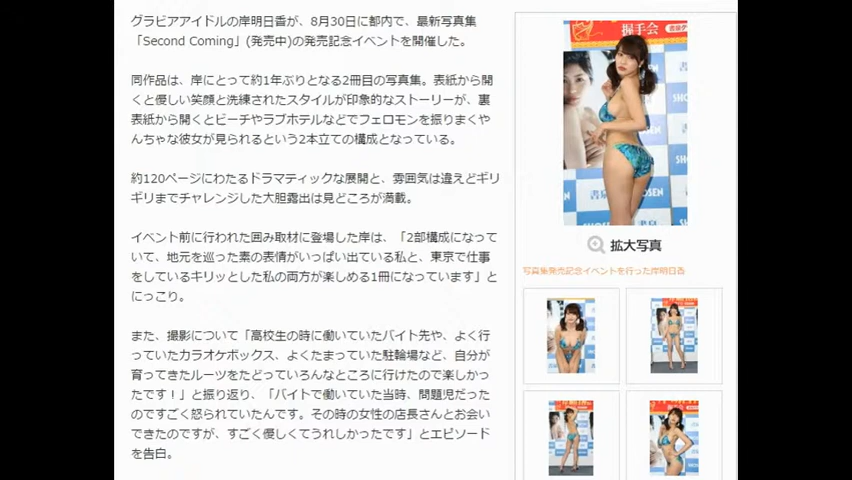 グラビアアイドルの岸明日香が、8月30日に都内で、最新写真集
「Second Coming」(発売中)の発売記念イベントを開催した。
同作品は、岸にとって約1年ぶりとなる2冊目の写真集。表紙から開
くと優しい笑顔と洗練されたスタイルが印象的なストーリーが、裏
表紙から開くとビーチやラブホテルなどでフェロモンを振りまくや
んちゃな彼女が見られるという2本立ての構成となっている。
約120ページにわたるドラマティックな展開と、雰囲気は違えどギリ
ギリまでチャレンジした大胆露出は見どころが満載。
イベント前に行われた囲み取材に登場した岸は、「2部構成になって
いて、地元を巡った素の表情がいっぱい出ている私と、東京で仕事
をしているキリッとした私の両方が楽しめる1冊になっています」と
にっこり。
また、撮影について「高校生の時に働いていたバイト先や、よく行
っていたカラオケボックス、よくたまっていた駐輪場など、自分が
育ってきたルーツをたどっていろんなところに行けたので楽しかっ
たです！」と振り返り、「バイトで働いていた当時、問題児だった
のですごく怒られていたんです。その時の女性の店長さんとお会い
できたのですが、すごく優しくてうれしかったです」とエピソード
を告白。
握手会
書泉
SHOSEN
拡大写真
写真集発売記念イベントを行った岸明日香